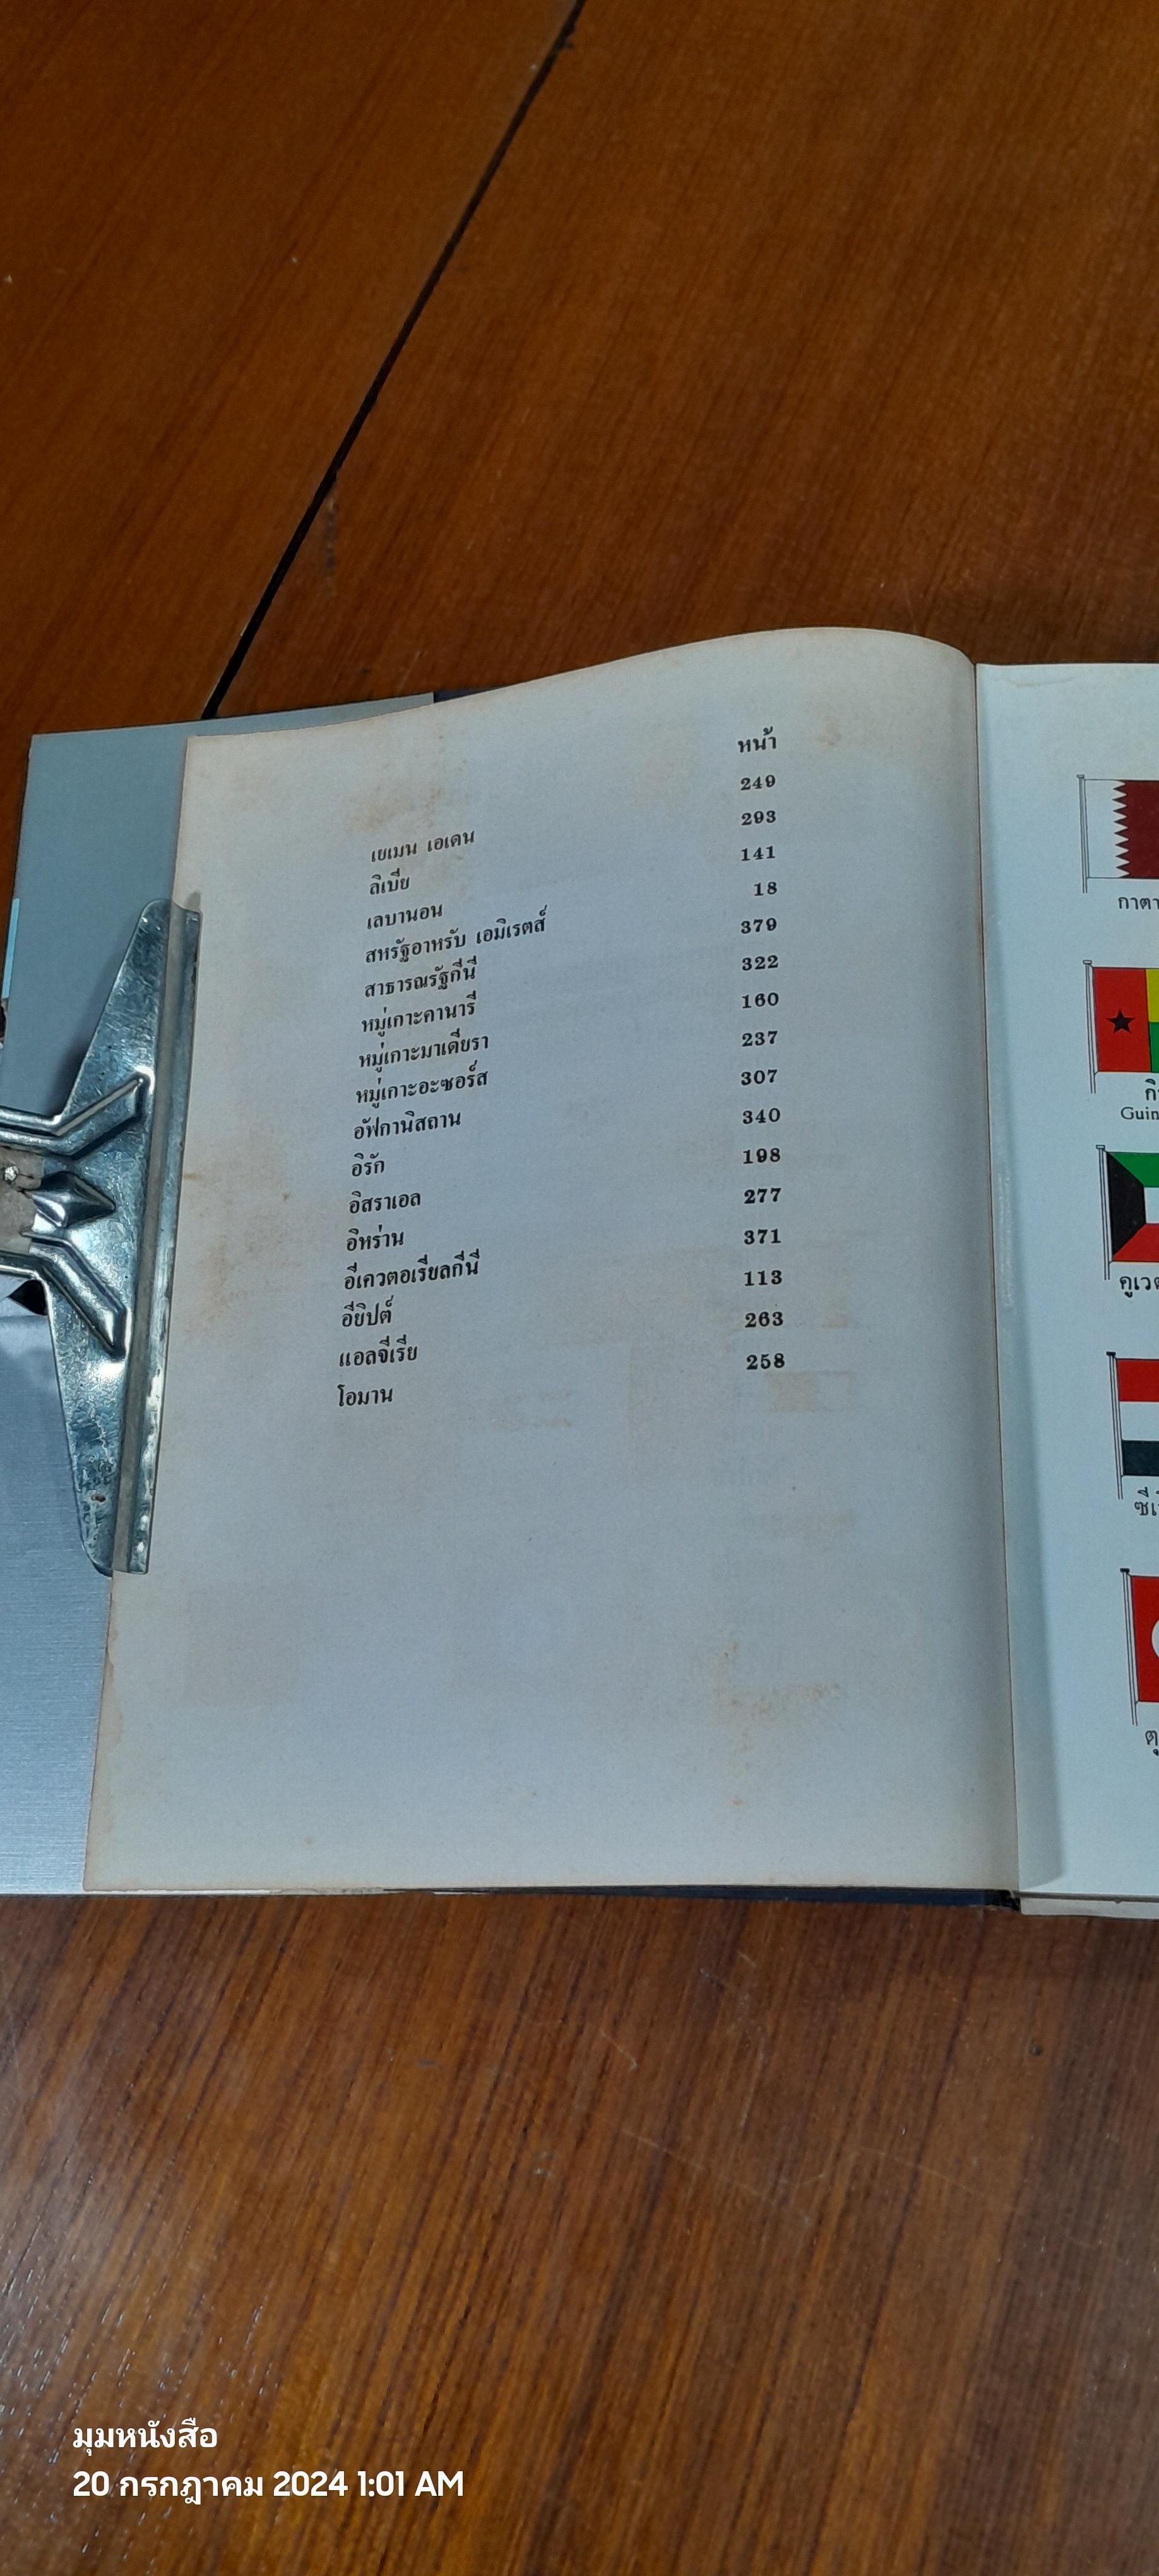 หน้า
เยเมน เอเดน 249
ลิเบีย 293
เลบานอน 141
สหรัฐอาหรับ เอมิเรตส์ 18
สาธารณรัฐกีนี 379
หมู่เกาะคานารี 322
หมู่เกาะมาเดียรา 160
หมู่เกาะอะซอร์ส 237
อัฟกานิสถาน 307
อิรัก 340
อิสราเอล 198
อิหร่าน 277
อีเควตอเรียลกีนี 371
อียิปต์ 113
แอลจีเรีย 263
โอมาน 258
กาตา
Guin
คูเว
มุมหนังสือ
20 กรกฎาคม 2024 1:01 AM